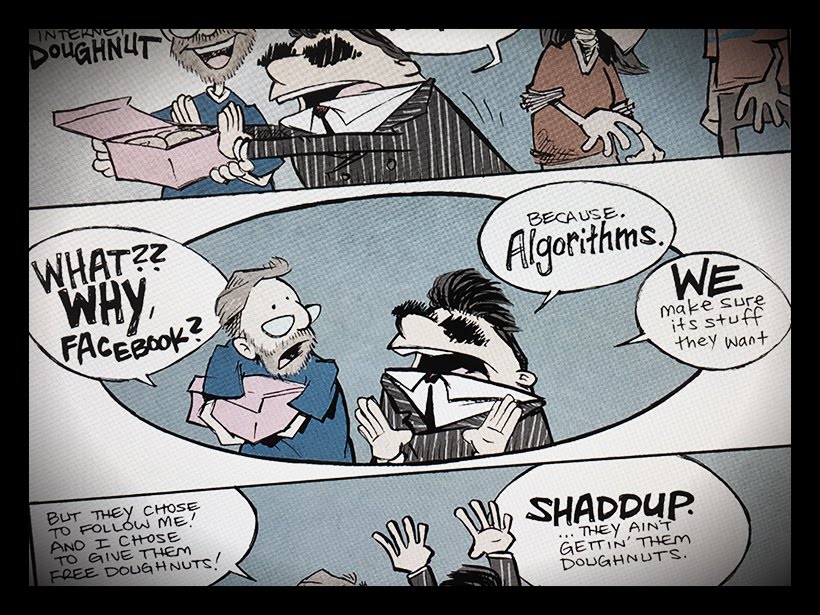 INTERNET
DOUGHNUT
WHAT??
WHY,
FACEBOOK?
BECAUSE.
Algorithms.
WE
make sure
its stuff
they want
BUT THEY CHOSE
TO FOLLOW ME!
AND I CHOSE
TO GIVE THEM
FREE DOUGHNUTS!
SHADDUP.
...THEY AIN'T
GETTIN' THEM
DOUGHNUTS.